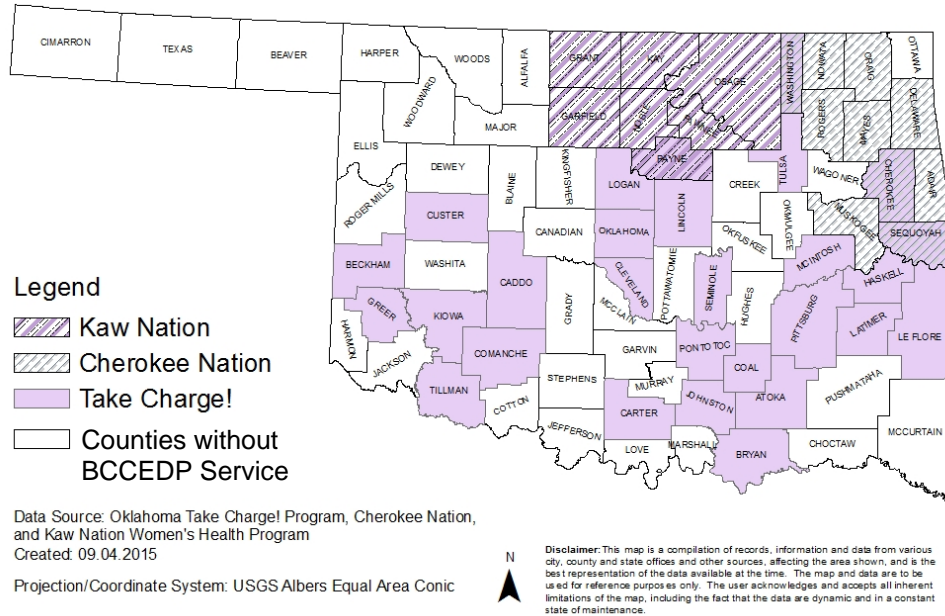 CIMARRON
TEXAS
BEAVER
HARPER
WOODS
ALFALFA
GRANT
KAY
OSAGE
WASHINGTON
NOWATA
CRAIG
OTTAWA
WOODWARD
MAJOR
GARFIELD
NOBLE
PAWNEE
ROGERS
MAYES
DELAWARE
ELLIS
DEWEY
BLAINE
KINGFISHER
LOGAN
PAYNE
CREEK
TULSA
WAGONER
CHEROKEE
ADAIR
ROGER MILLS
CUSTER
CANADIAN
OKLAHOMA
LINCOLN
OKFUSKEE
OKMULGEE
MUSKOGEE
SEQUOYAH
BECKHAM
WASHITA
CADDO
GRADY
CLEVELAND
MCCLAIN
POTTAWATOMIE
SEMINOLE
HUGHES
MCINTOSH
HASKELL
PITTSBURG
LATIMER
LE FLORE
GREER
KIOWA
HARMON
JACKSON
COMANCHE
TILLMAN
COTTON
STEPHENS
GARVIN
MURRAY
PONTOTOC
COAL
JOHNSTON
ATOKA
PUSHMATAHA
MCCURTAIN
JEFFERSON
CARTER
LOVE
MARSHALL
BRYAN
CHOCTAW
Legend
Kaw Nation
Cherokee Nation
Take Charge!
Counties without
BCCEDP Service
Data Source: Oklahoma Take Charge! Program, Cherokee Nation,
and Kaw Nation Women's Health Program
Created: 09.04.2015
Projection/Coordinate System: USGS Albers Equal Area Conic
N
Disclaimer: This map is a compilation of records, information and data from various
city, county and state offices and other sources, affecting the area shown, and is the
best representation of the data available at the time. The map and data are to be
used for reference purposes only. The user acknowledges and accepts all inherent
limitations of the map, including the fact that the data are dynamic and in a constant
state of maintenance.